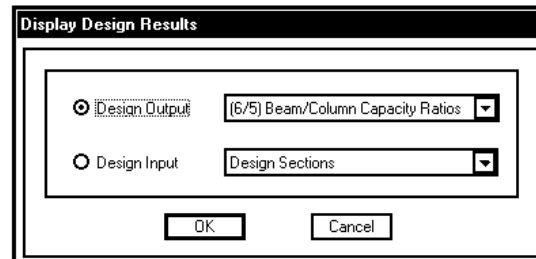 Display Design Results
Design Output (6/5) Beam/Column Capacity Ratios
Design Input Design Sections
OK Cancel